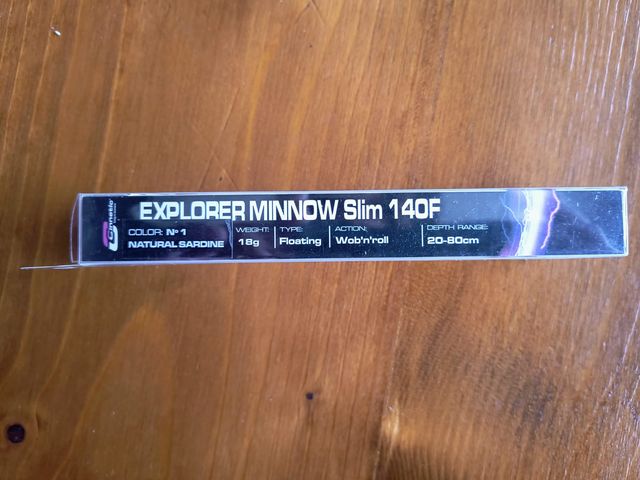 EXPLORER MINNOW Slim 140F
COLOR: Nº 1
NATURAL SARDINE
WEIGHT:
18g
TYPE:
Floating
ACTION:
Wob'n'roll
DEPTH RANGE:
20-80cm